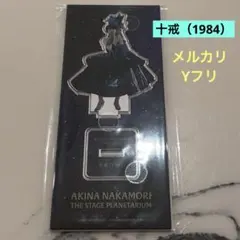 十戒（1984）
メルカリ
Yフリ
AKINA NAKAMORI
THE STAGE PLANETARIUM